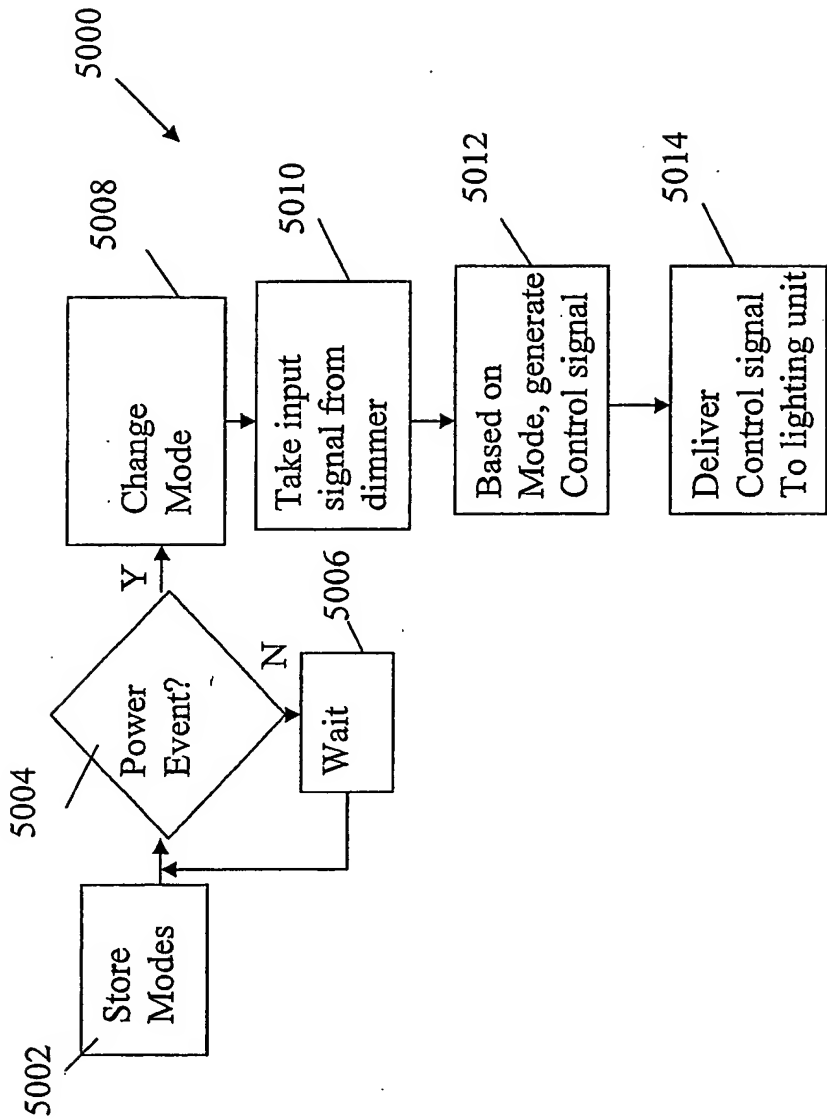 5000
5002
Store
Modes
5004
Power
Event?
Y
N
5006
Wait
5008
Change
Mode
5010
Take input
signal from
dimmer
5012
Based on
Mode, generate
Control signal
5014
Deliver
Control signal
To lighting unit